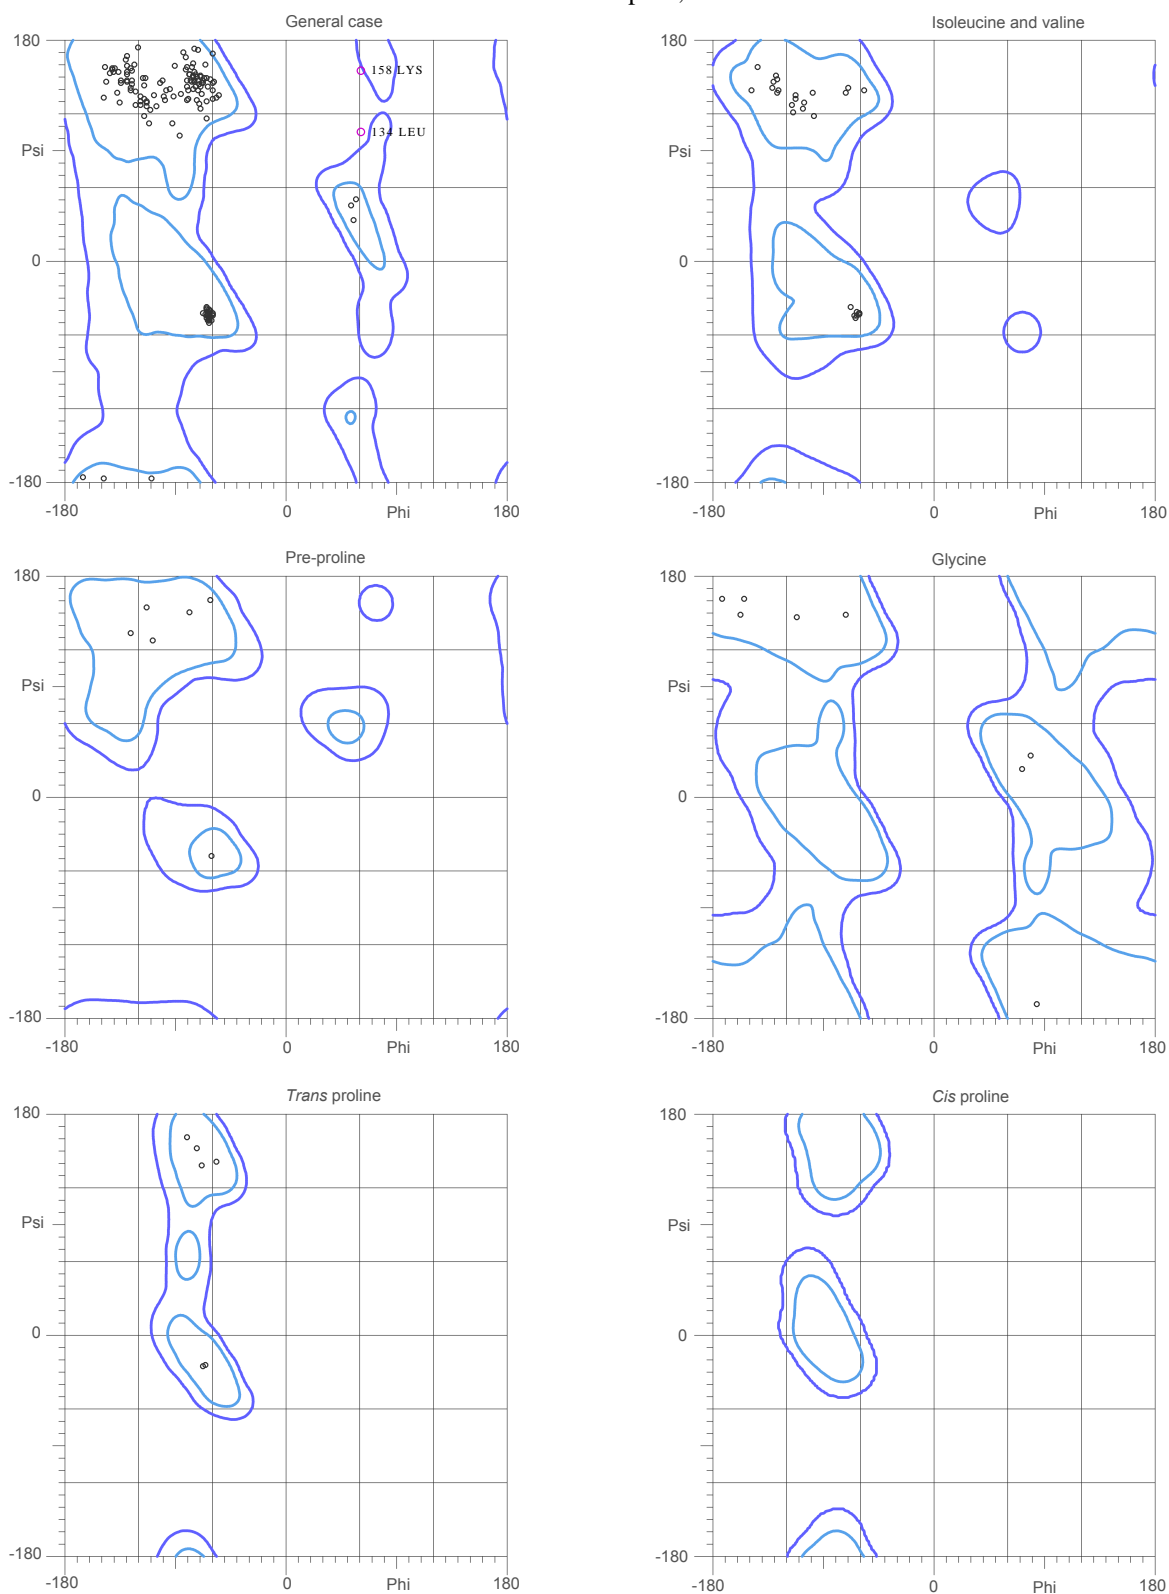 General case
Isoleucine and valine
180
158 LYS
134 LEU
Psi
0
-180
-180
0
Phi
180
180
Psi
0
-180
-180
0
Phi
180
Pre-proline
Glycine
180
Psi
0
-180
-180
0
Phi
180
180
Psi
0
-180
-180
0
Phi
180
Trans proline
Cis proline
180
Psi
0
-180
-180
0
Phi
180
180
Psi
0
-180
-180
0
Phi
180